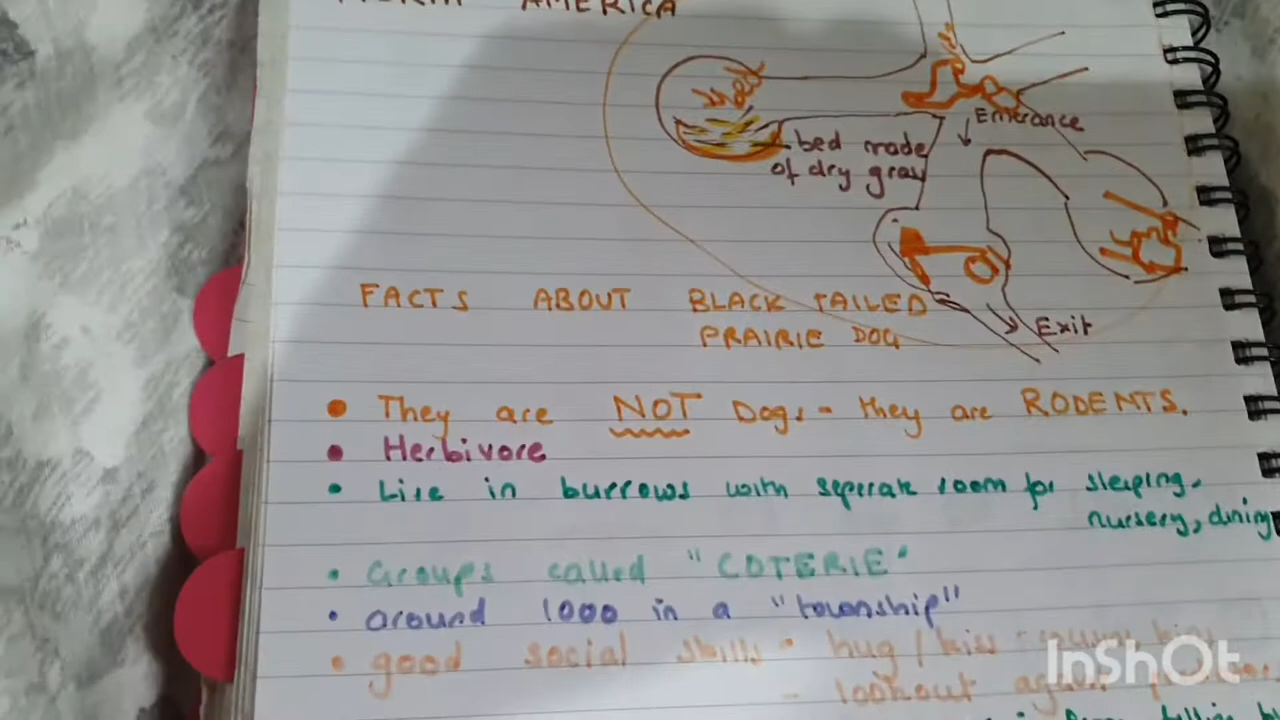 NORTH AMERICA
Entrance
bed made
of dry grass
FACTS ABOUT BLACK TAILED
PRAIRIE DOG
Exit
• They are NOT Dogs - they are RODENTS.
• Herbivore
• Live in burrows with seperate room for sleeping,
nursery, dining
• Groups called "COTERIE"
• around 1000 in a "township"
• good social skills - hug / kiss
- lookout
InShOt